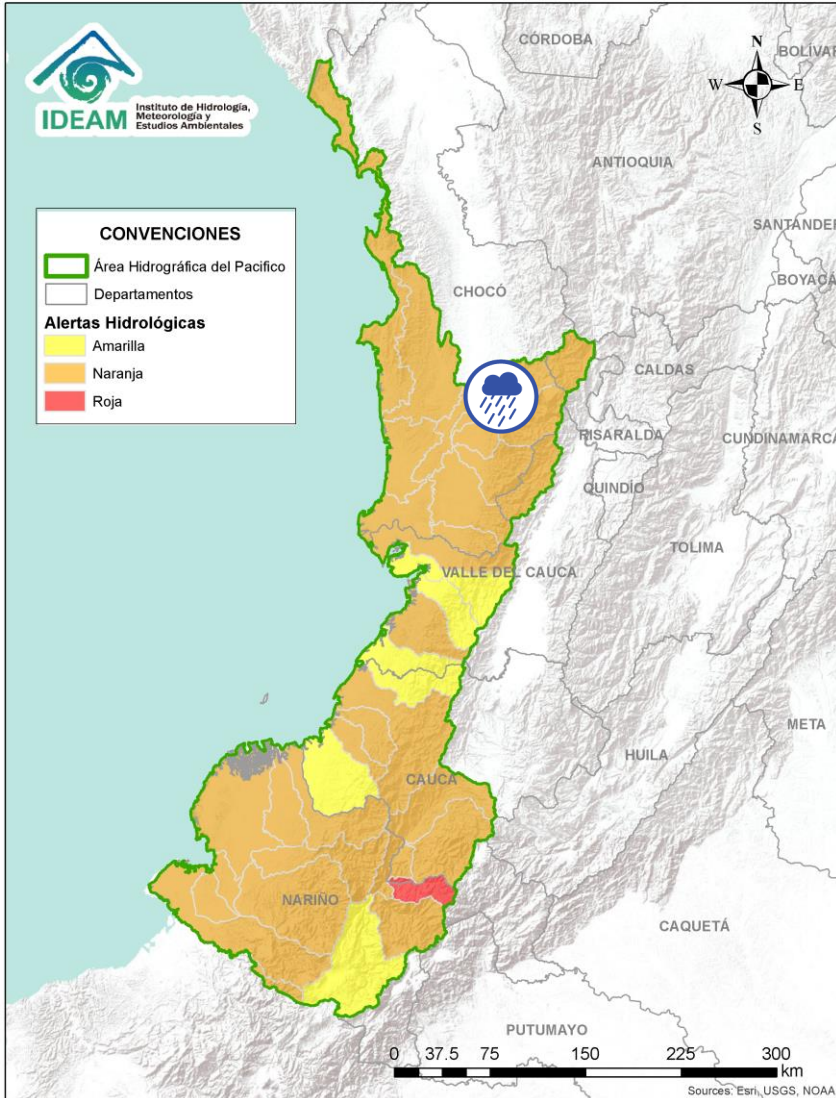 CÓRDOBA
BOLÍVAR
N
W
E
S
IDEAM
Instituto de Hidrología,
Meteorología y
Estudios Ambientales
ANTIOQUIA
SANTANDER
BOYACÁ
CONVENCIONES
Área Hidrográfica del Pacifico
Departamentos
Alertas Hidrológicas
Amarilla
Naranja
Roja
CHOCÓ
CALDAS
RISARALDA
CUNDINAMARCA
QUINDÍO
TOLIMA
VALLE DEL CAUCA
META
HUILA
CAUCA
NARIÑO
CAQUETÁ
PUTUMAYO
0 37.5 75 150 225 300
km
Sources: Esri, USGS, NOAA